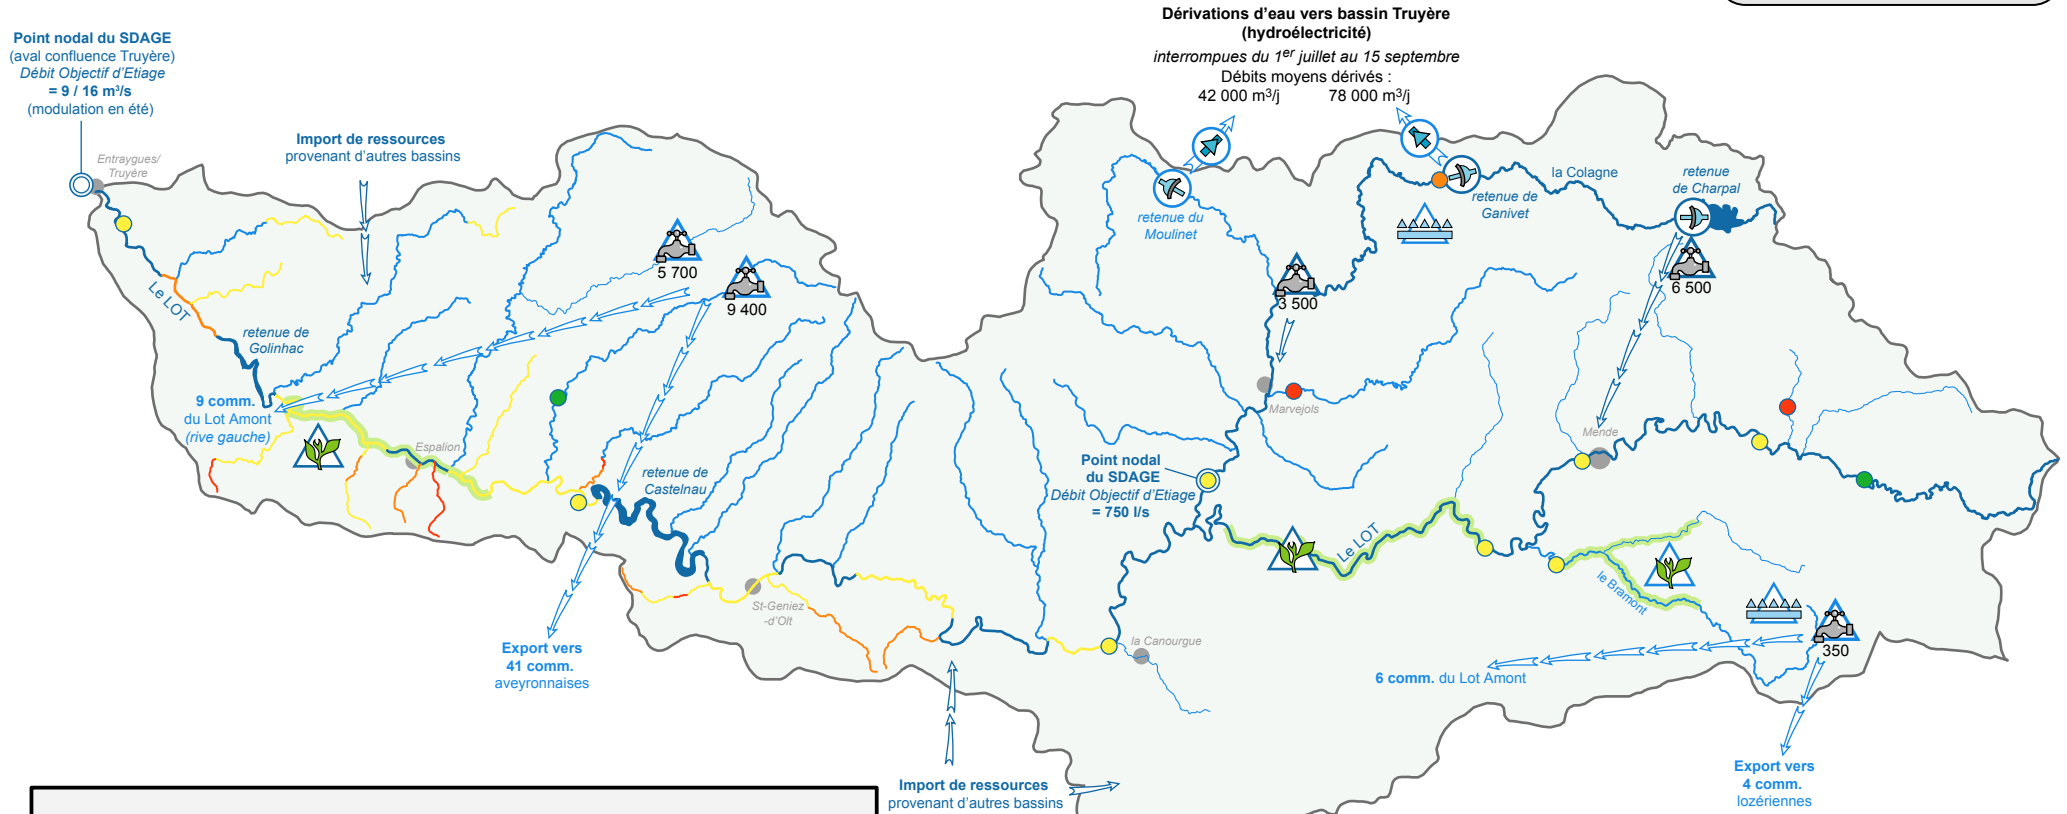 Dérivations d'eau vers bassin Truyère
(hydroélectricité)
interrompues du 1er juillet au 15 septembre
Débits moyens dérivés :
42 000 m³/j
78 000 m³/j
Point nodal du SDAGE
(aval confluence Truyère)
Débit Objectif d'Etiage
= 9 / 16 m³/s
(modulation en été)
Import de ressources
provenant d'autres bassins
Entraygues/
Truyère
la Colagne
retenue
de Charpal
retenue de
Ganivet
retenue du
Moulinet
5 700
9 400
3 500
6 500
Le LOT
retenue de
Golinhac
9 comm.
du Lot Amont
(rive gauche)
Espalion
Marvejols
Mende
retenue de
Castelnau
Point nodal
du SDAGE
Débit Objectif d'Etiage
= 750 l/s
Le LOT
le Bramont
St-Geniez
-d'Olt
la Canourgue
350
Export vers
41 comm.
aveyronnaises
6 comm. du Lot Amont
Export vers
4 comm.
lozériennes
Import de ressources
provenant d'autres bassins